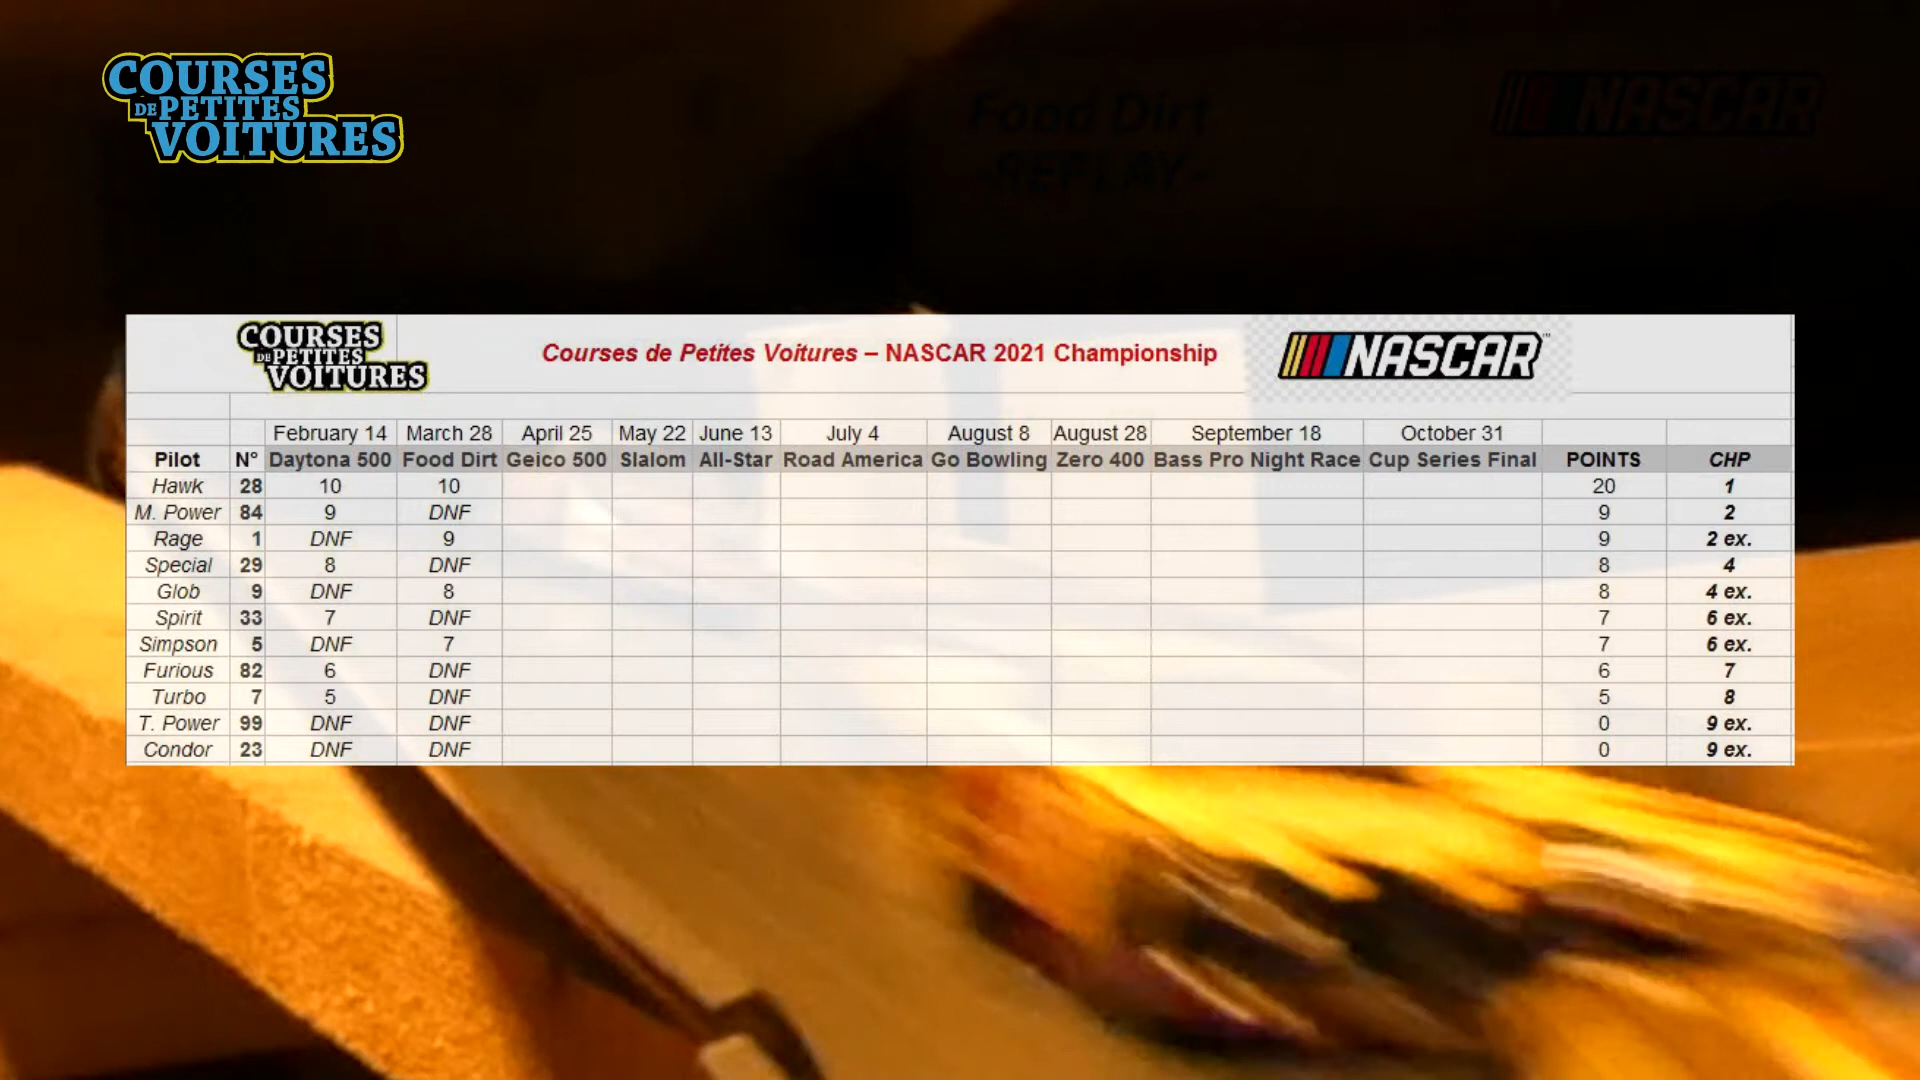 COURSES
DE PETITES
VOITURES
Food Dirt
-REPLAY-
NASCAR
COURSES
DE PETITES
VOITURES
Courses de Petites Voitures – NASCAR 2021 Championship
NASCAR
February 14 March 28 April 25 May 22 June 13 July 4 August 8 August 28 September 18 October 31
Pilot N° Daytona 500 Food Dirt Geico 500 Slalom All-Star Road America Go Bowling Zero 400 Bass Pro Night Race Cup Series Final POINTS CHP
Hawk 28 10 10 20 1
M. Power 84 9 DNF 9 2
Rage 1 DNF 9 9 2 ex.
Special 29 8 DNF 8 4
Glob 9 DNF 8 8 4 ex.
Spirit 33 7 DNF 7 6 ex.
Simpson 5 DNF 7 7 6 ex.
Furious 82 6 DNF 6 7
Turbo 7 5 DNF 5 8
T. Power 99 DNF DNF 0 9 ex.
Condor 23 DNF DNF 0 9 ex.